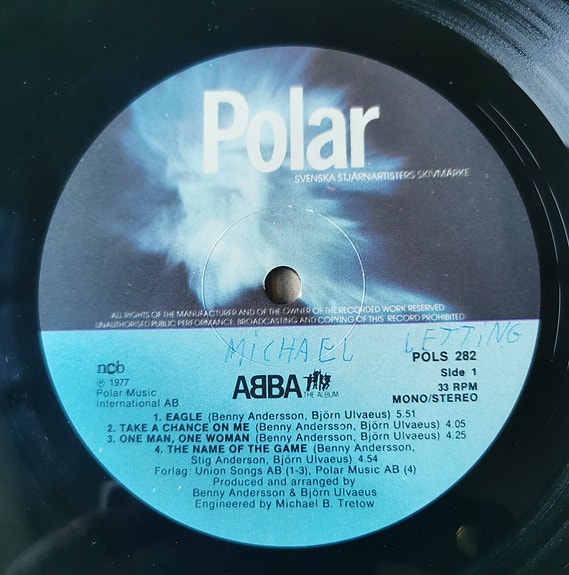 Polar
SVENSKA STJÄRNARTISTERS SKIVMÄRKE
ALL RIGHTS OF THE MANUFACTURER AND OF THE OWNER OF THE RECORDED WORK RESERVED
UNAUTHORISED PUBLIC PERFORMANCE, BROADCASTING AND COPYING OF THIS RECORD PROHIBITED
MICHAEL LETTING
POLS 282
Side 1
33 RPM
MONO/STEREO
ncb
℗ 1977
Polar Music
International AB
ABBA THE ALBUM
1. EAGLE (Benny Andersson, Björn Ulvaeus) 5.51
2. TAKE A CHANCE ON ME (Benny Andersson, Björn Ulvaeus) 4.05
3. ONE MAN, ONE WOMAN (Benny Andersson, Björn Ulvaeus) 4.25
4. THE NAME OF THE GAME (Benny Andersson,
Stig Anderson, Björn Ulvaeus) 4.54
Forlag: Union Songs AB (1-3), Polar Music AB (4)
Produced and arranged by
Benny Andersson & Björn Ulvaeus
Engineered by Michael B. Tretow